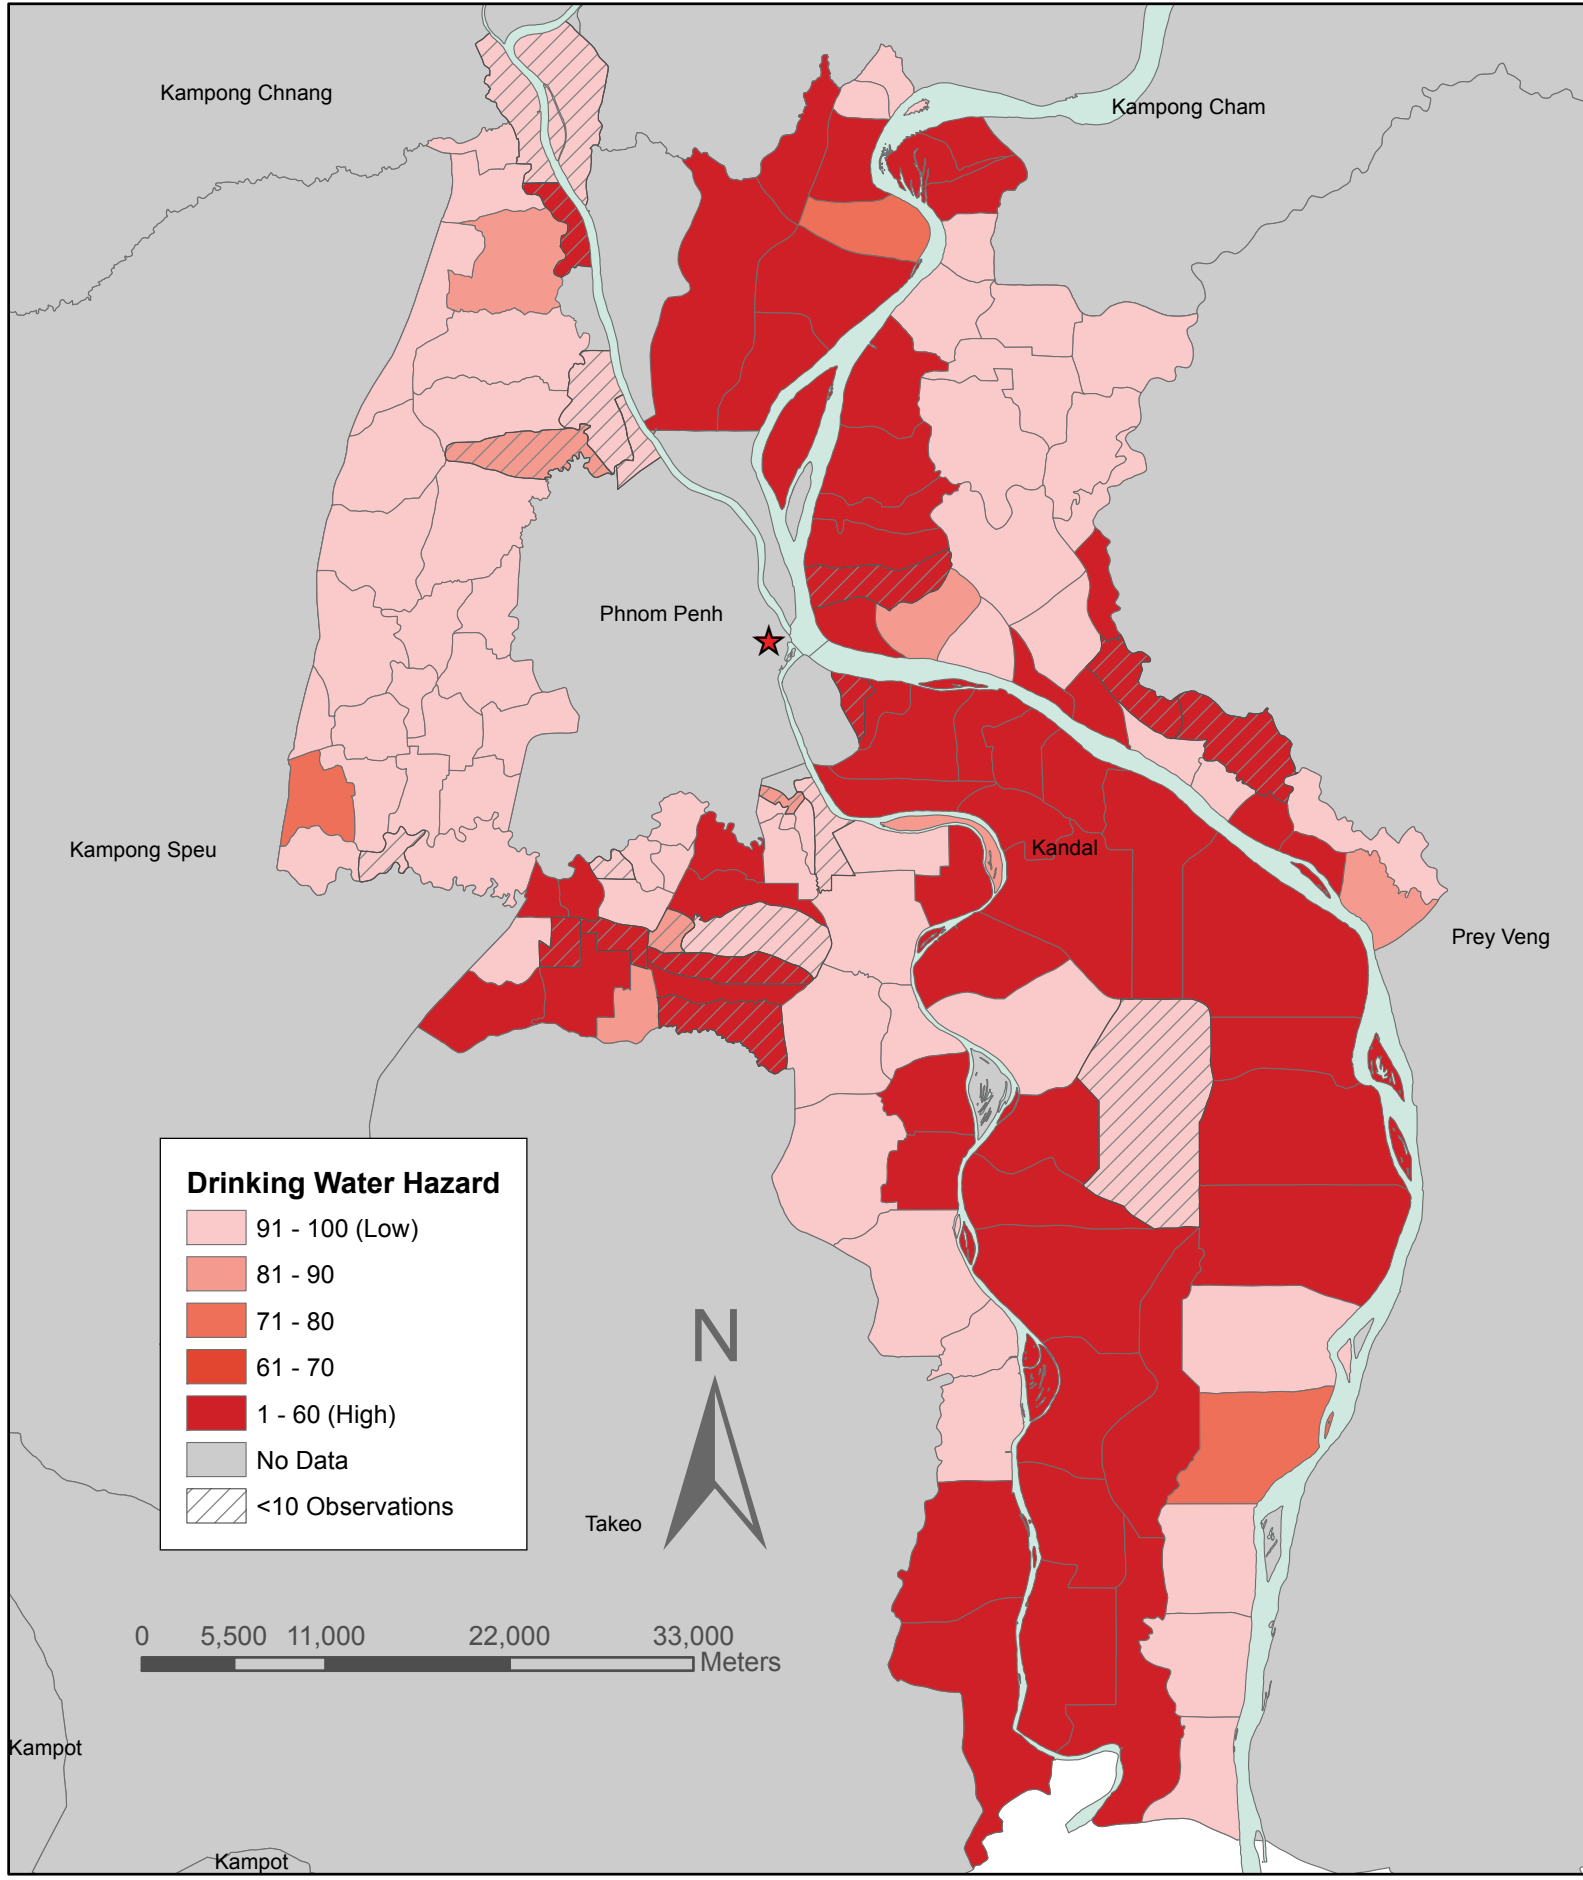 Kampong Chnang
Kampong Cham
Phnom Penh
Kampong Speu
Kandal
Prey Veng
Drinking Water Hazard
91 - 100 (Low)
81 - 90
71 - 80
61 - 70
1 - 60 (High)
No Data
<10 Observations
N
Takeo
0 5,500 11,000 22,000 33,000
Meters
Kampot
Kampot